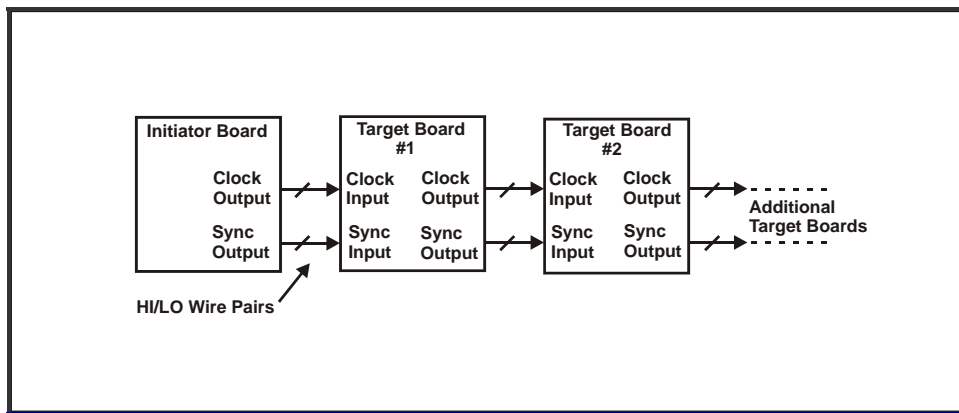 Initiator Board
Clock
Output
Sync
Output
Target Board
#1
Clock
Input
Clock
Output
Sync
Input
Sync
Output
Target Board
#2
Clock
Input
Clock
Output
Sync
Input
Sync
Output
Additional
Target Boards
HI/LO Wire Pairs